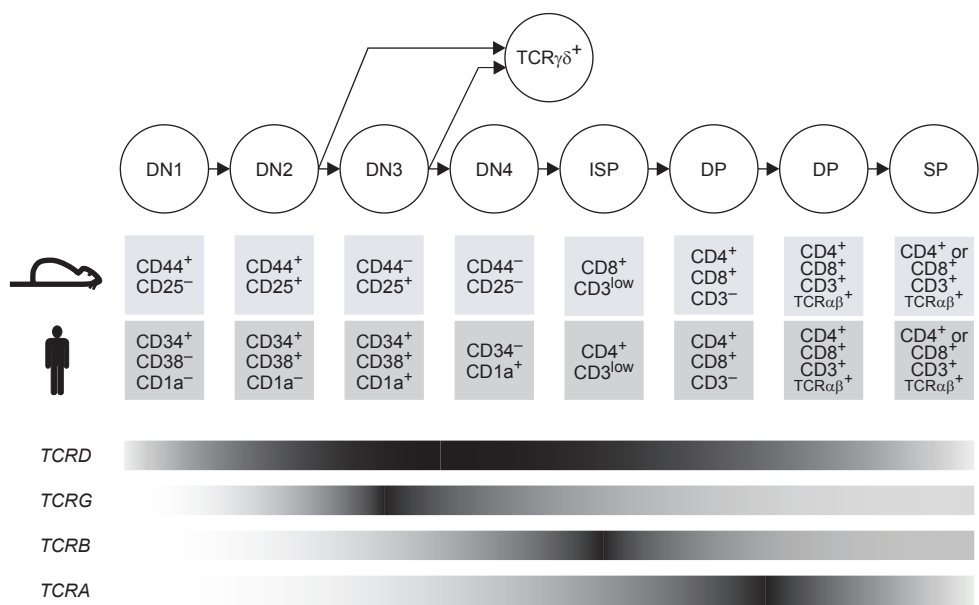 TCRγδ⁺
DN1 DN2 DN3 DN4 ISP DP DP SP
CD44⁺ CD25⁻
CD44⁺ CD25⁺
CD44⁻ CD25⁺
CD44⁻ CD25⁻
CD8⁺ CD3ˡᵒʷ
CD4⁺ CD8⁺ CD3⁻
CD4⁺ CD8⁺ CD3⁺ TCRαβ⁺
CD4⁺ or CD8⁺ CD3⁺ TCRαβ⁺
CD34⁺ CD38⁻ CD1a⁻
CD34⁺ CD38⁺ CD1a⁻
CD34⁺ CD38⁺ CD1a⁺
CD34⁻ CD1a⁺
CD4⁺ CD3ˡᵒʷ
CD4⁺ CD8⁺ CD3⁻
CD4⁺ CD8⁺ CD3⁺ TCRαβ⁺
CD4⁺ or CD8⁺ CD3⁺ TCRαβ⁺
TCRD
TCRG
TCRB
TCRA